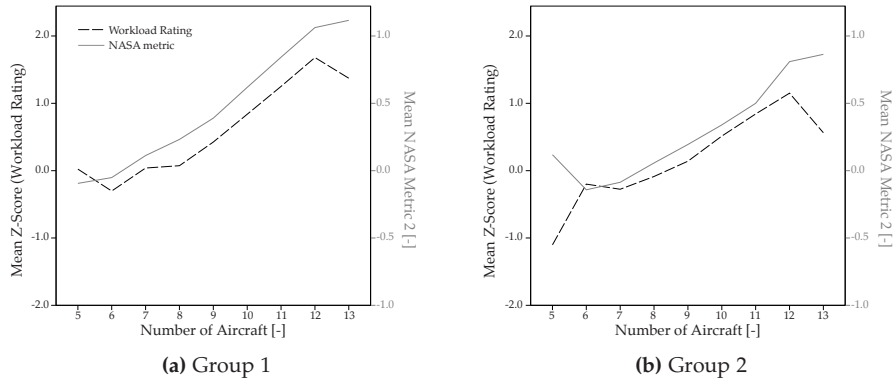 Mean Z-Score (Workload Rating)
2.0
1.0
0.0
-1.0
-2.0
Workload Rating
NASA metric
1.0
0.5
0.0
-0.5
-1.0
Mean NASA
Metric 2 [-]
5 6 7 8 9 10 11 12 13
Number of Aircraft [-]
(a) Group 1
Mean Z-Score (Workload Rating)
2.0
1.0
0.0
-1.0
-2.0
1.0
0.5
0.0
-0.5
-1.0
Mean NASA
Metric 2 [-]
5 6 7 8 9 10 11 12 13
Number of Aircraft [-]
(b) Group 2